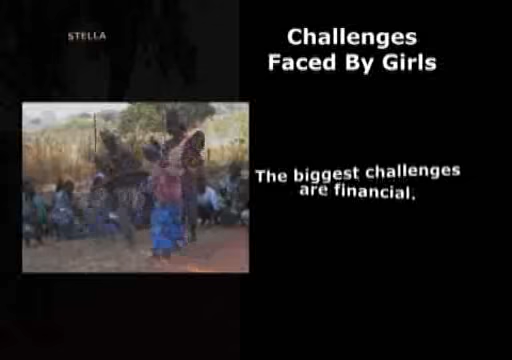 STELLA
Challenges
Faced By Girls
The biggest challenges
are financial.